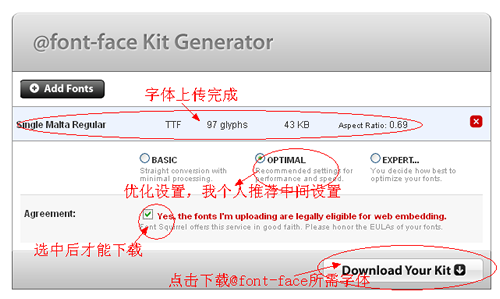 @font-face Kit Generator
Add Fonts
字体上传完成
Single Malta Regular TTF 97 glyphs 43 KB Aspect Ratio: 0.69
BASIC OPTIMAL EXPERT...
Straight conversion with Recommended settings for You decide how best to
minimal processing. performance and speed. optimize your fonts.
优化设置，我个人推荐中间设置
Agreement: Yes, the fonts I'm uploading are legally eligible for web embedding.
Font Squirrel offers this service in good faith. Please honor the EULAs of your fonts.
选中后才能下载
Download Your Kit
点击下载@font-face所需字体